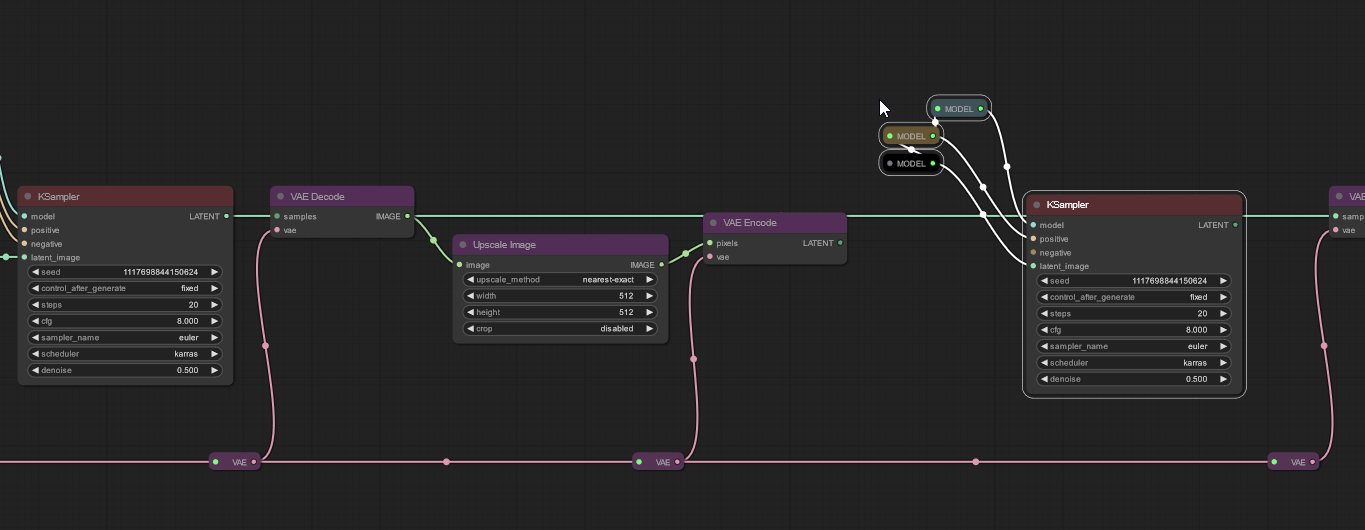 MODEL
MODEL
MODEL
KSampler
model LATENT
positive
negative
latent_image
seed 1117698844150624
control_after_generate fixed
steps 20
cfg 8.000
sampler_name euler
scheduler karras
denoise 0.500
VAE Decode
samples IMAGE
vae
Upscale Image
image IMAGE
upscale_method nearest-exact
width 512
height 512
crop disabled
VAE Encode
pixels LATENT
vae
KSampler
model LATENT
positive
negative
latent_image
seed 1117698844150624
control_after_generate fixed
steps 20
cfg 8.000
sampler_name euler
scheduler karras
denoise 0.500
VAE
samp
vae
VAE
VAE
VAE